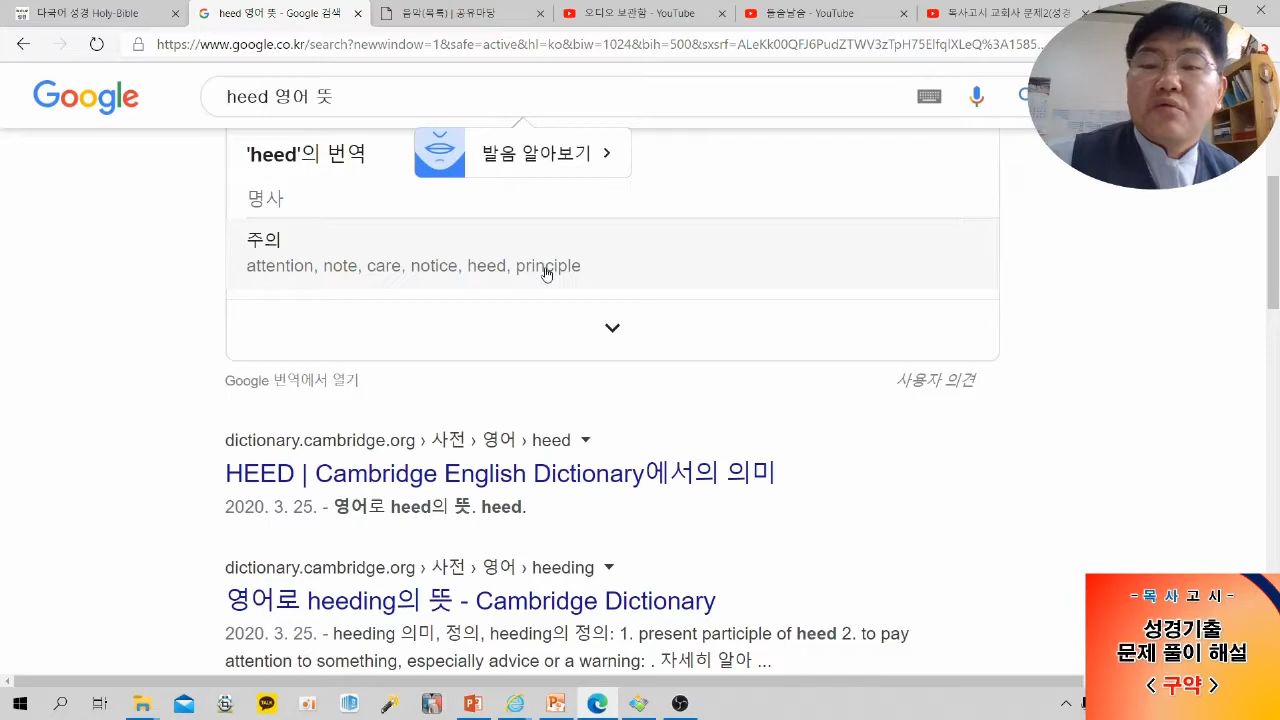 다국어 성경 Holy-Bible
heed 영어 뜻 - Google 검색
음악(목록) | 공유마당
오디오 보관함 - YouTube
돌솔날솔 - YouTube
목사고시 교회사 문제2(성경
https://www.google.co.kr/search?newwindow=1&safe=active&hl=ko&biw=1024&bih=500&sxsrf=ALeKk00QFJ6PudZTWV3zTpH75ElfqlXLeQ%3A1585...
Google
heed 영어 뜻
'heed'의 번역
발음 알아보기
명사
주의
attention, note, care, notice, heed, principle
Google 번역에서 열기
사용자 의견
dictionary.cambridge.org › 사전 › 영어 › heed
HEED | Cambridge English Dictionary에서의 의미
2020. 3. 25. - 영어로 heed의 뜻. heed.
dictionary.cambridge.org › 사전 › 영어 › heeding
영어로 heeding의 뜻 - Cambridge Dictionary
2020. 3. 25. - heeding 의미, 정의, heeding의 정의: 1. present participle of heed 2. to pay
attention to something, especially advice or a warning: . 자세히 알아 ...
- 목 사 고 시 -
성경기출
문제 풀이 해설
< 구약 >
TALK